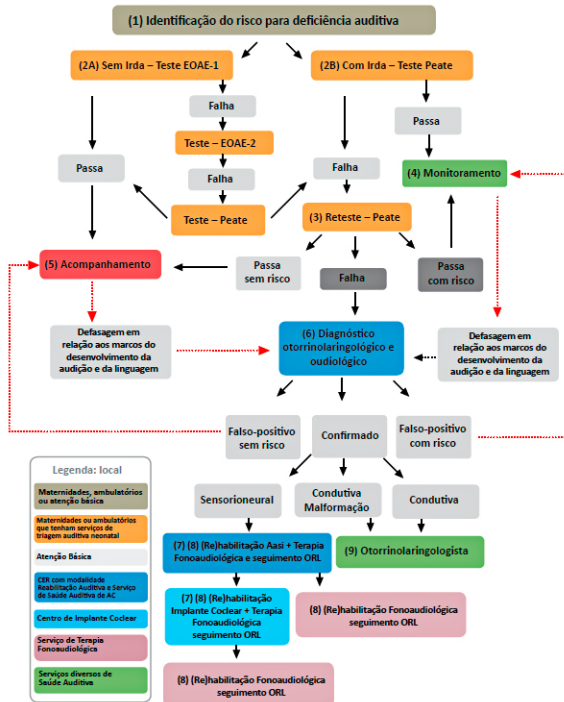 (1) Identificação do risco para deficiência auditiva
(2A) Sem Irda – Teste EOAE-1
(2B) Com Irda – Teste Peate
Falha
Passa
Teste – EOAE-2
Passa
Falha
Falha
(4) Monitoramento
Teste – Peate
(3) Reteste – Peate
(5) Acompanhamento
Passa
sem risco
Falha
Passa
com risco
Defasagem em
relação aos marcos do
desenvolvimento da
audição e da linguagem
(6) Diagnóstico
otorrinolaringológico e
oudiológico
Defasagem em
relação aos marcos do
desenvolvimento da
audição e da linguagem
Falso-positivo
sem risco
Confirmado
Falso-positivo
com risco
Sensorioneural
Condutiva
Malformação
Condutiva
(7) (8) (Re)habilitação Aasi + Terapia
Fonoaudiológica e seguimento ORL
(9) Otorrinolaringologista
(7) (8) (Re)habilitação
Implante Coclear + Terapia
Fonoaudiológica
seguimento ORL
(8) (Re)habilitação Fonoaudiológica
seguimento ORL
(8) (Re)habilitação Fonoaudiológica
seguimento ORL
Legenda: local
Maternidades, ambulatórios
ou atenção básica
Maternidades ou ambulatórios
que tenham serviços de
triagem auditiva neonatal
Atenção Básica
CER com modalidade
Reabilitação Auditiva e Serviço
de Saúde Auditiva de AC
Centro de Implante Coclear
Serviço de Terapia
Fonoaudiológica
Serviços diversos de
Saúde Auditiva